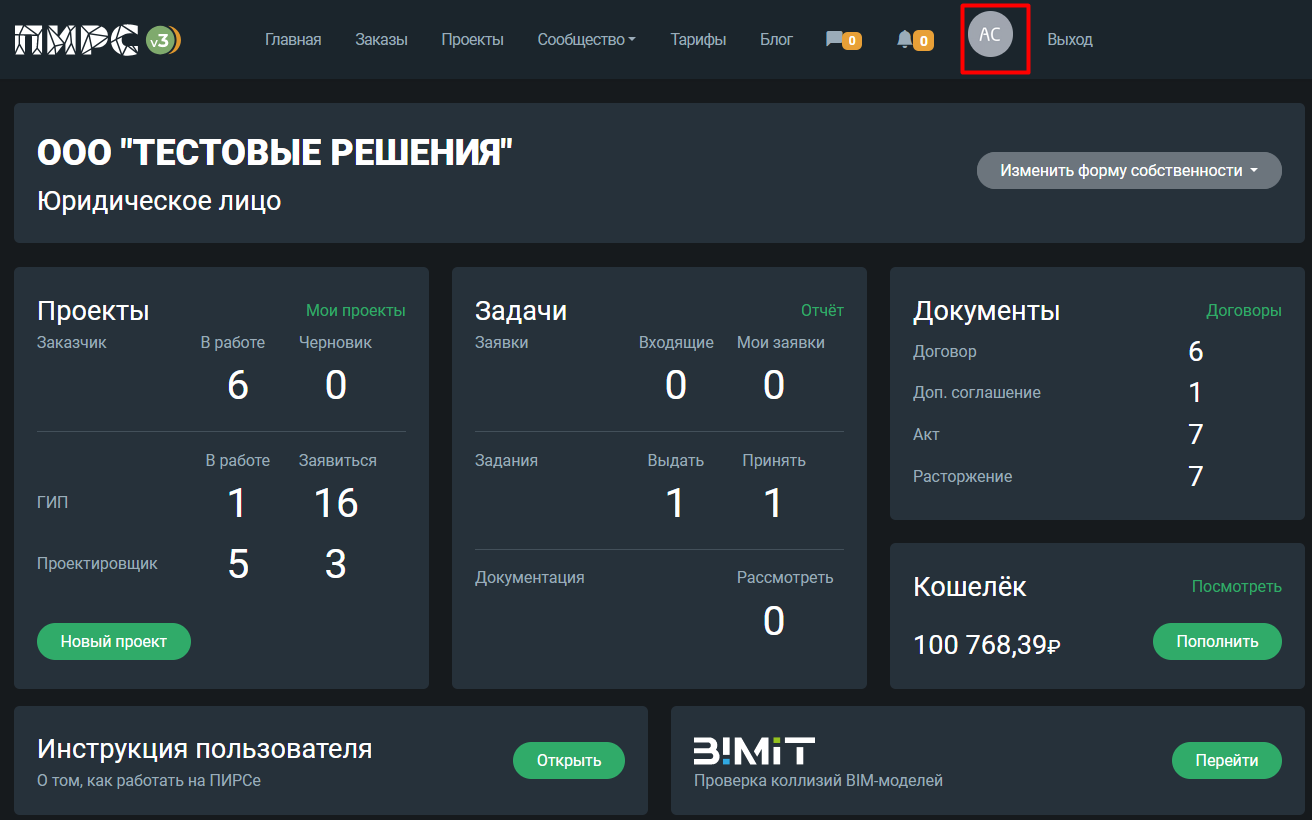 ПИРС v3 Главная Заказы Проекты Сообщество Тарифы Блог 0 0 АС Выход
ООО "ТЕСТОВЫЕ РЕШЕНИЯ"
Юридическое лицо
Изменить форму собственности
Проекты Мои проекты
Заказчик В работе Черновик
6 0
В работе Заявиться
ГИП 1 16
Проектировщик 5 3
Новый проект
Задачи Отчёт
Заявки Входящие Мои заявки
0 0
Задания Выдать Принять
1 1
Документация Рассмотреть
0
Документы Договоры
Договор 6
Доп. соглашение 1
Акт 7
Расторжение 7
Кошелёк Посмотреть
100 768,39₽ Пополнить
Инструкция пользователя
О том, как работать на ПИРСе
Открыть
B!MiT
Проверка коллизий BIM-моделей
Перейти